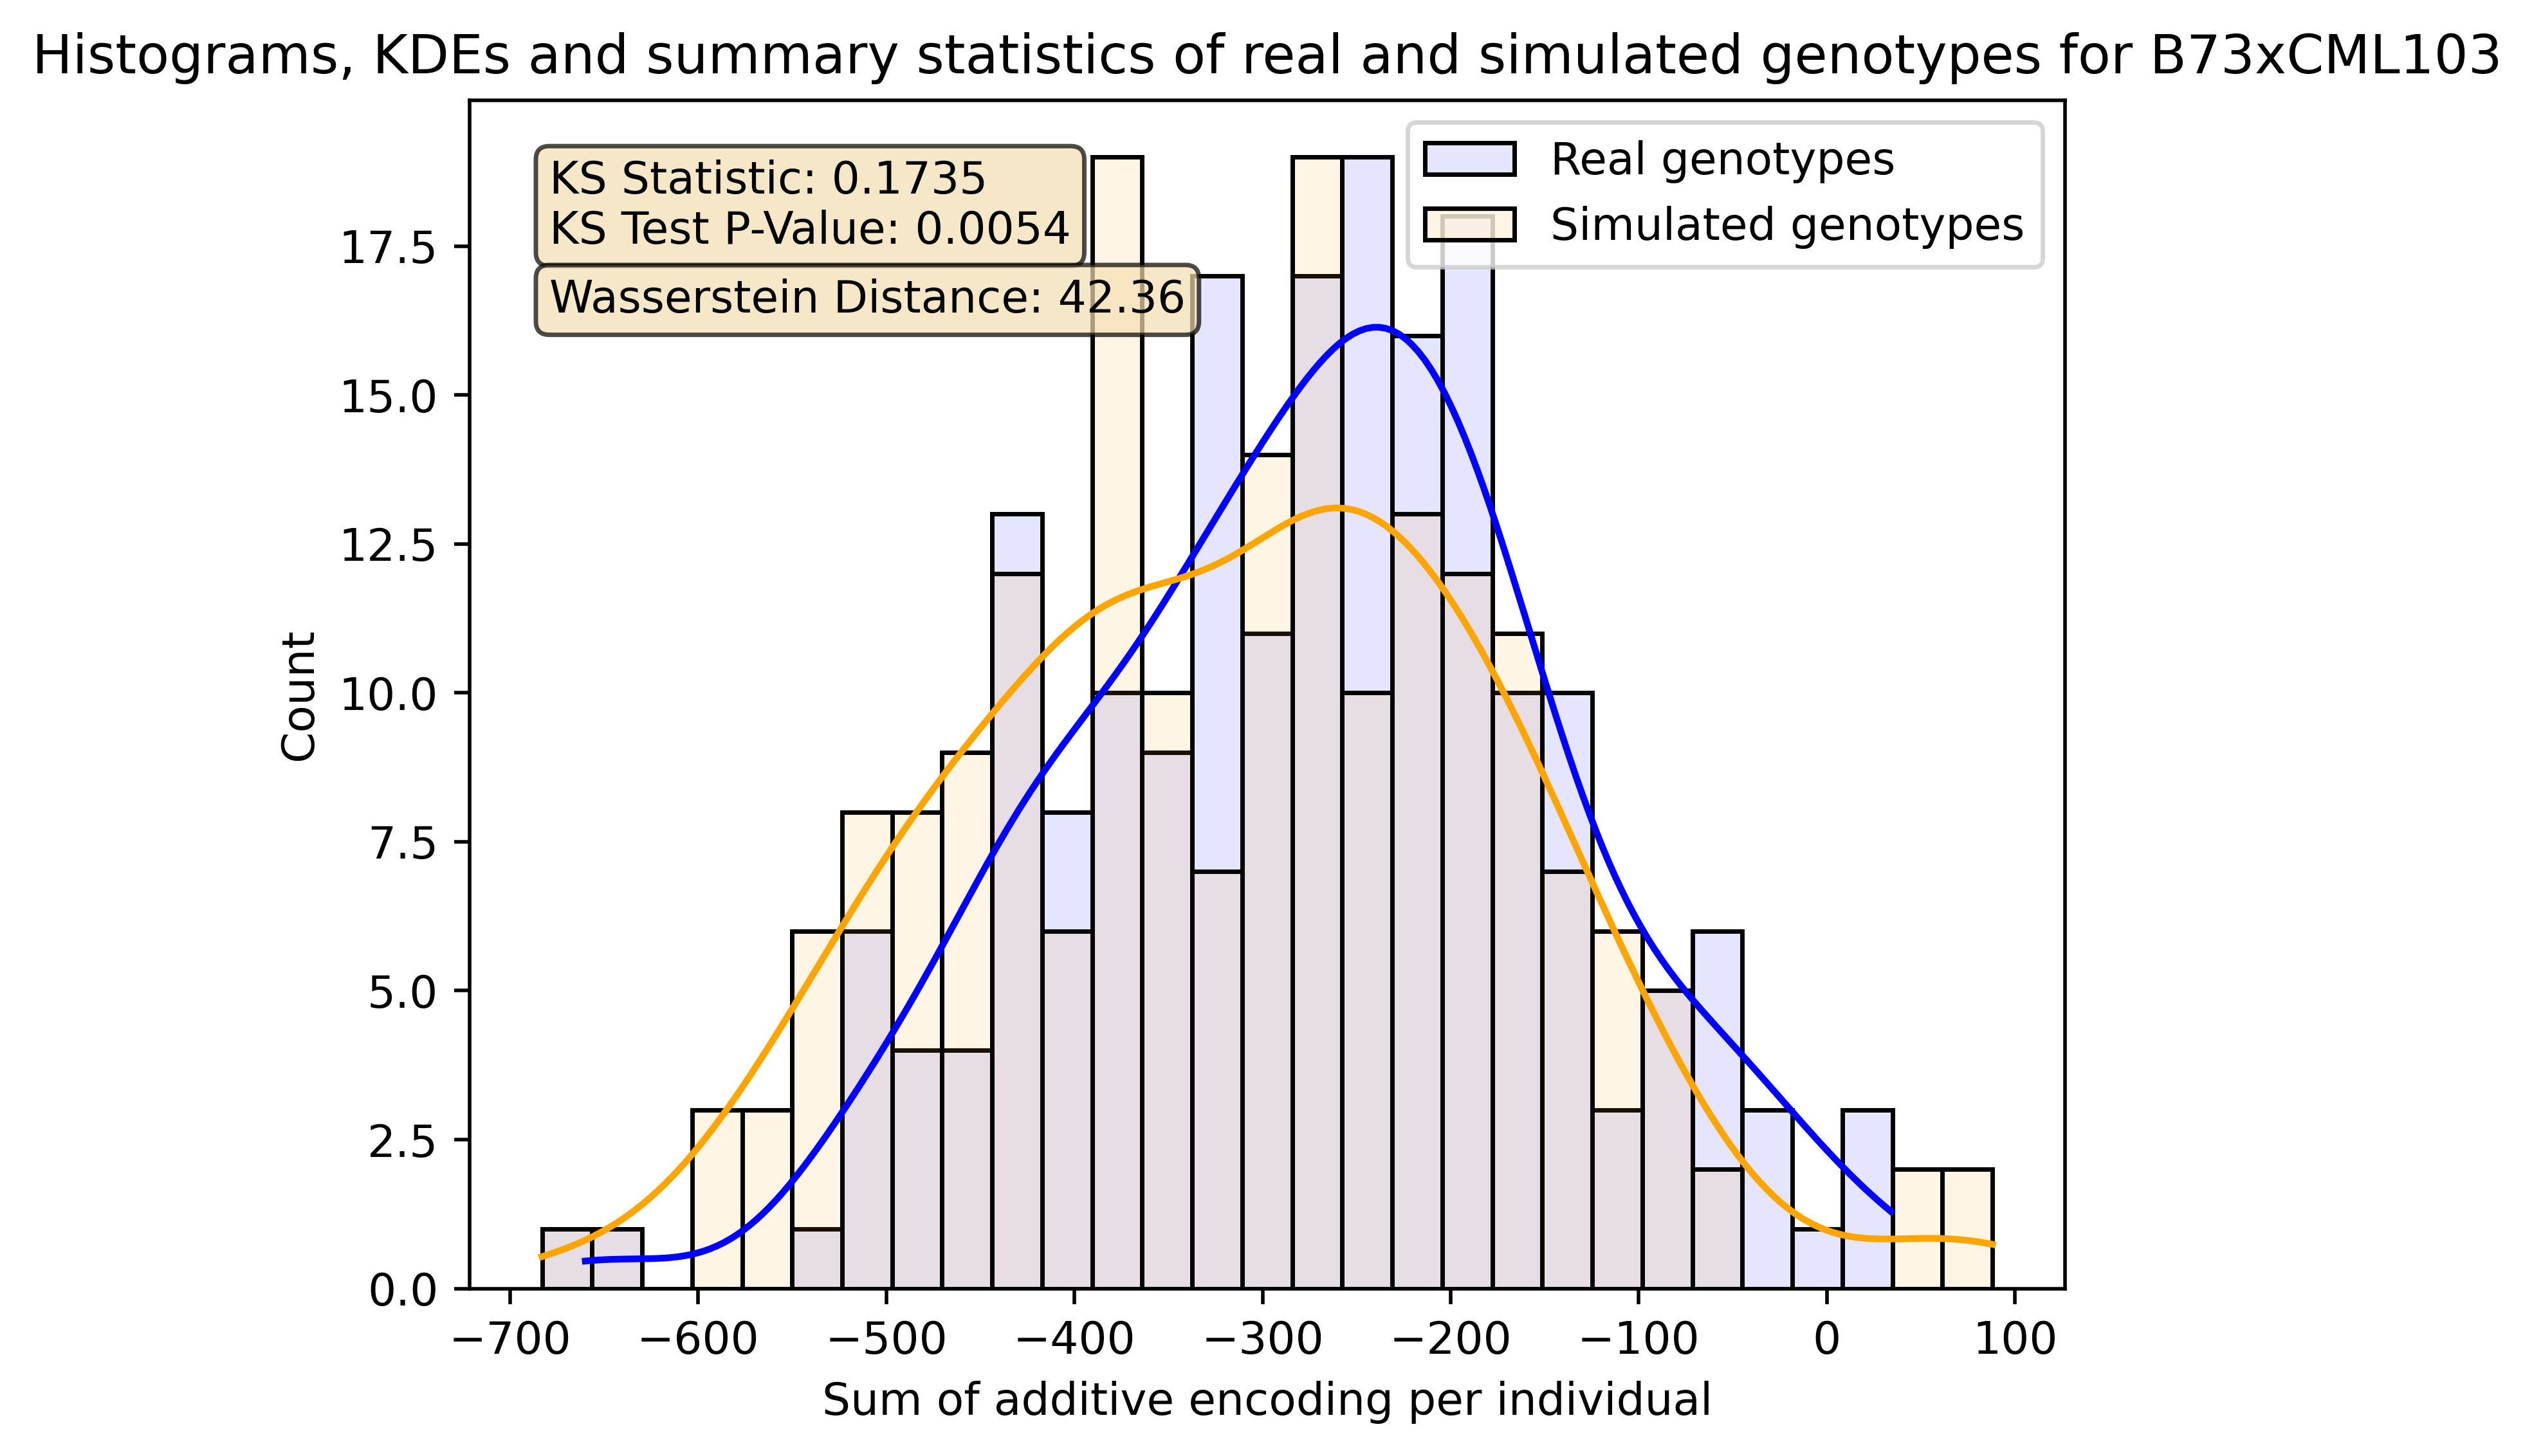 Histograms, KDEs and summary statistics of real and simulated genotypes for B73xCML103
KS Statistic: 0.1735
KS Test P-Value: 0.0054
Wasserstein Distance: 42.36
Real genotypes
Simulated genotypes
Count
17.5
15.0
12.5
10.0
7.5
5.0
2.5
0.0
−700 −600 −500 −400 −300 −200 −100 0 100
Sum of additive encoding per individual